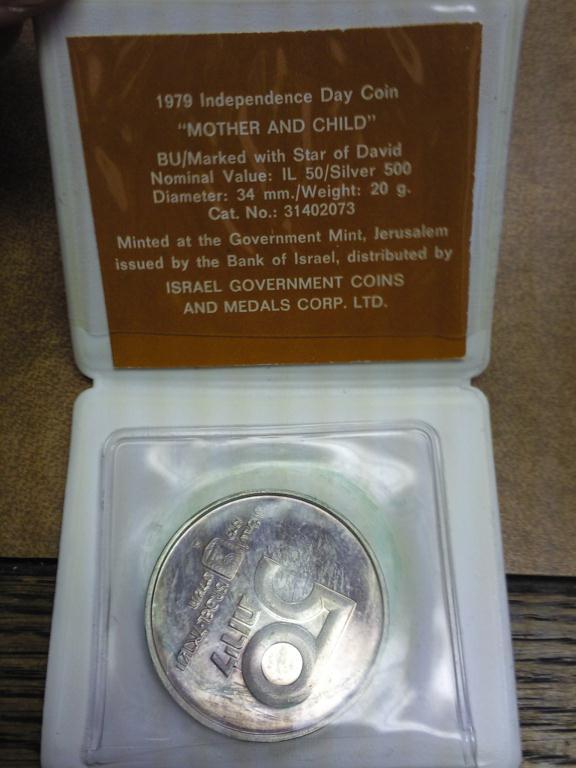 1979 Independence Day Coin
"MOTHER AND CHILD"
BU/Marked with Star of David
Nominal Value: IL 50/Silver 500
Diameter: 34 mm./Weight: 20 g.
Cat. No.: 31402073
Minted at the Government Mint, Jerusalem
issued by the Bank of Israel, distributed by
ISRAEL GOVERNMENT COINS
AND MEDALS CORP. LTD.
50